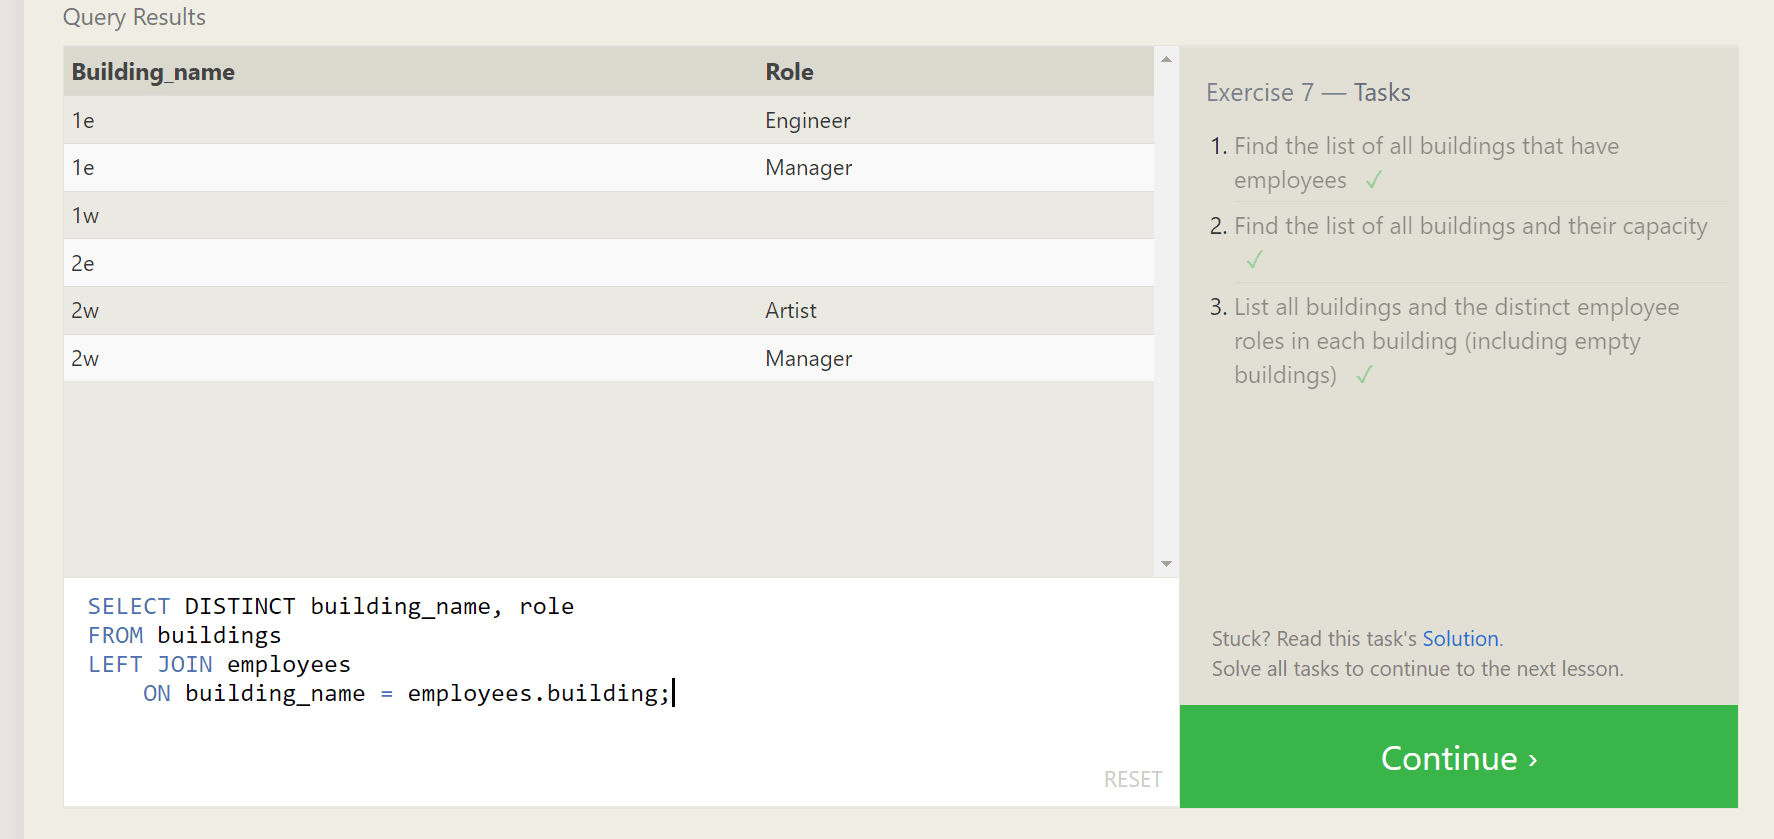 Query Results
Building_name Role
1e Engineer
1e Manager
1w
2e
2w Artist
2w Manager
SELECT DISTINCT building_name, role
FROM buildings
LEFT JOIN employees
    ON building_name = employees.building;
RESET
Exercise 7 — Tasks
1. Find the list of all buildings that have
employees ✓
2. Find the list of all buildings and their capacity
✓
3. List all buildings and the distinct employee
roles in each building (including empty
buildings) ✓
Stuck? Read this task's Solution.
Solve all tasks to continue to the next lesson.
Continue ›